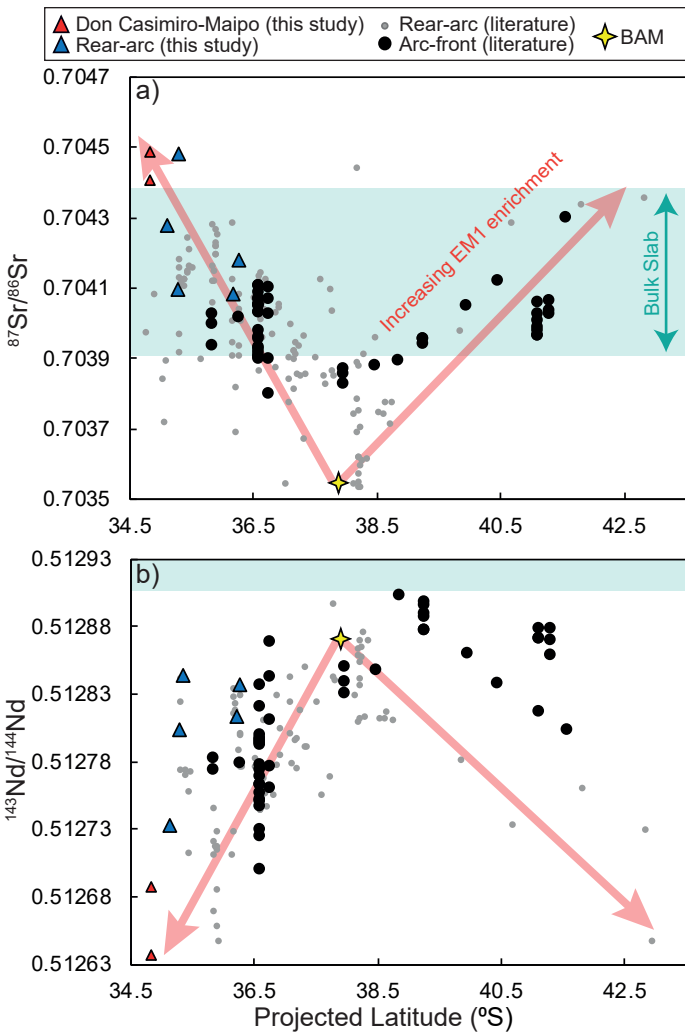 Don Casimiro-Maipo (this study)
Rear-arc (literature)
BAM
Rear-arc (this study)
Arc-front (literature)
0.7047
a)
0.7045
0.7043
0.7041
0.7039
0.7037
0.7035
87Sr/86Sr
Increasing EM1 enrichment
Bulk Slab
34.5
36.5
38.5
40.5
42.5
0.51293
b)
0.51288
0.51283
0.51278
0.51273
0.51268
0.51263
143Nd/144Nd
34.5
36.5
38.5
40.5
42.5
Projected Latitude (ºS)